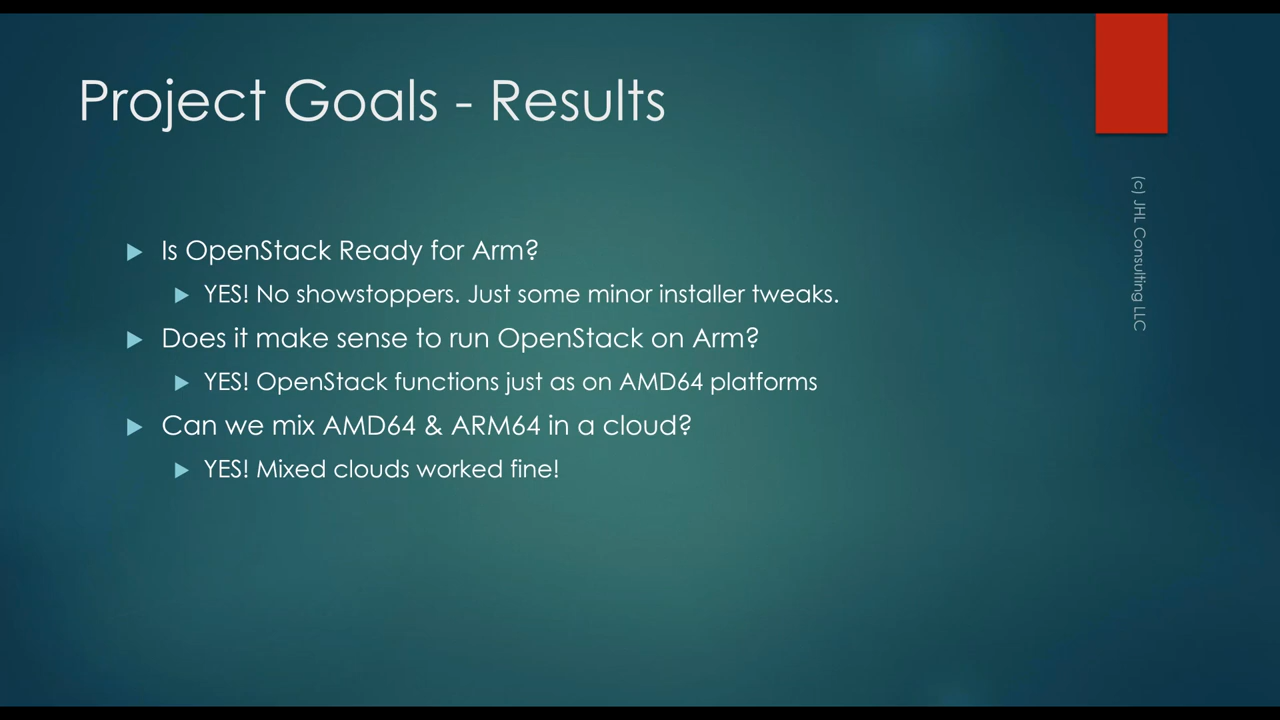 Project Goals - Results
Is OpenStack Ready for Arm?
YES! No showstoppers. Just some minor installer tweaks.
Does it make sense to run OpenStack on Arm?
YES! OpenStack functions just as on AMD64 platforms
Can we mix AMD64 & ARM64 in a cloud?
YES! Mixed clouds worked fine!
(c) JHL Consulting LLC